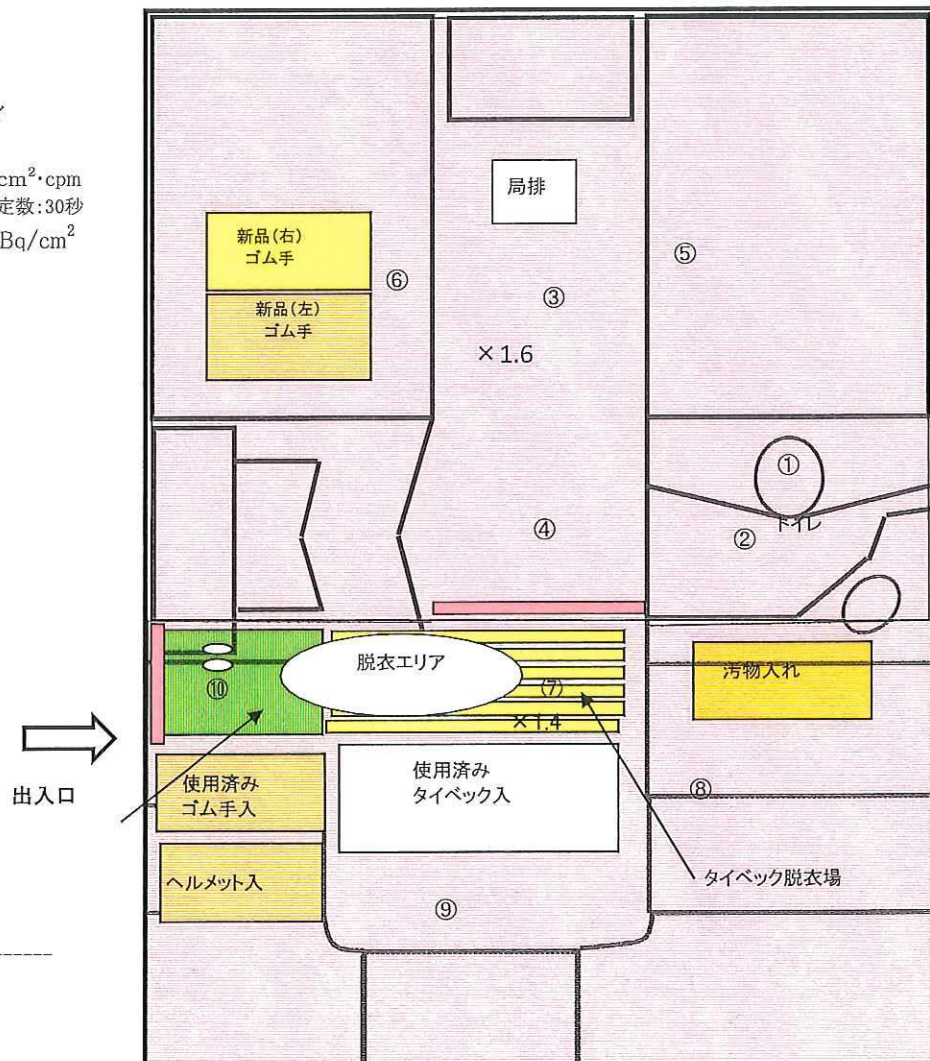 cm²・cpm
定数:30秒
Bq/cm²
局排
新品(右)
ゴム手
⑥
新品(左)
ゴム手
③
⑤
×1.6
①
トイレ
②
④
脱衣エリア
⑦
×1.4
⑩
汚物入れ
出入口
使用済み
ゴム手入
使用済み
タイベック入
⑧
ヘルメット入
タイベック脱衣場
⑨